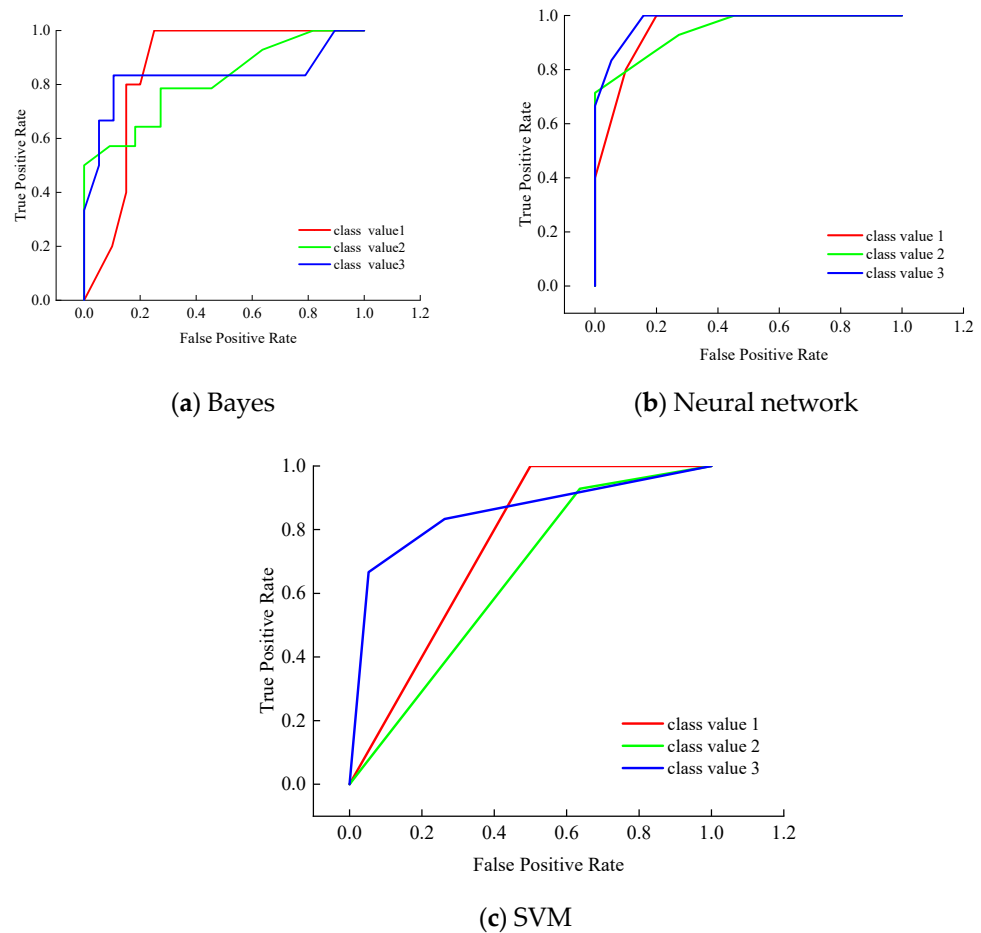 1.0
0.8
0.6
0.4
0.2
0.0
True Positive Rate
class value1
class value2
class value3
0.0 0.2 0.4 0.6 0.8 1.0 1.2
False Positive Rate
(a) Bayes
1.0
0.8
0.6
0.4
0.2
0.0
True Positive Rate
class value 1
class value 2
class value 3
0.0 0.2 0.4 0.6 0.8 1.0 1.2
False Positive Rate
(b) Neural network
1.0
0.8
0.6
0.4
0.2
0.0
True Positive Rate
class value 1
class value 2
class value 3
0.0 0.2 0.4 0.6 0.8 1.0 1.2
False Positive Rate
(c) SVM